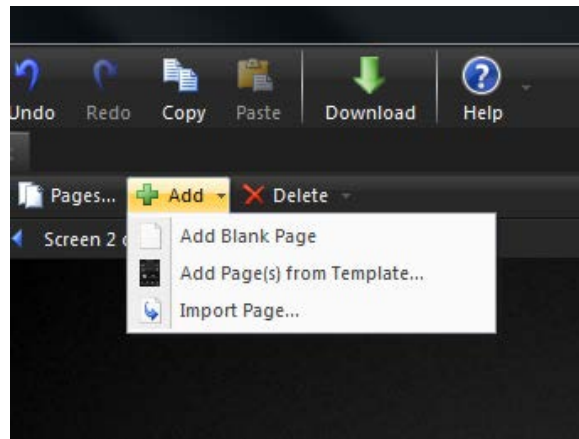 Undo Redo Copy Paste Download Help
Pages... Add Delete
Screen 2
Add Blank Page
Add Page(s) from Template...
Import Page...